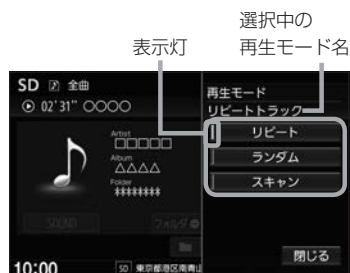 選択中の
表示灯 再生モード名
SD 全曲
02'31" ○○○○
再生モード
リピートトラック
リピート
Artist
□□□□□
ランダム
Album
△△△△
スキャン
Folder
********
SOUND フォルダ
閉じる
10:00 SD 東京都港区南青山